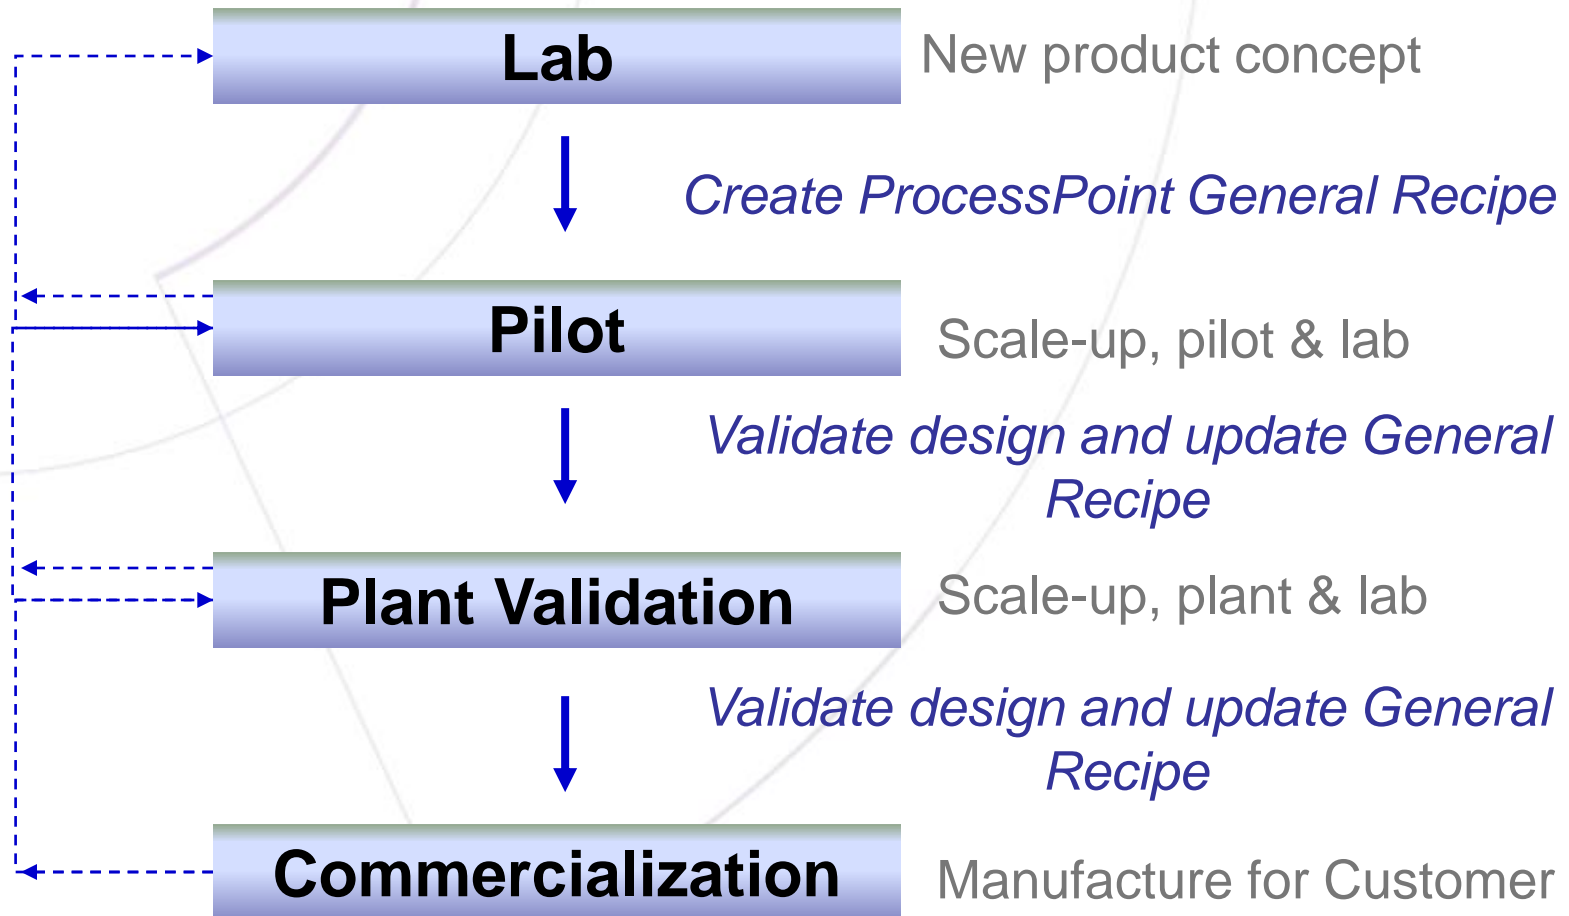 Lab
New product concept
Create ProcessPoint General Recipe
Pilot
Scale-up, pilot & lab
Validate design and update General
Recipe
Plant Validation
Scale-up, plant & lab
Validate design and update General
Recipe
Commercialization
Manufacture for Customer